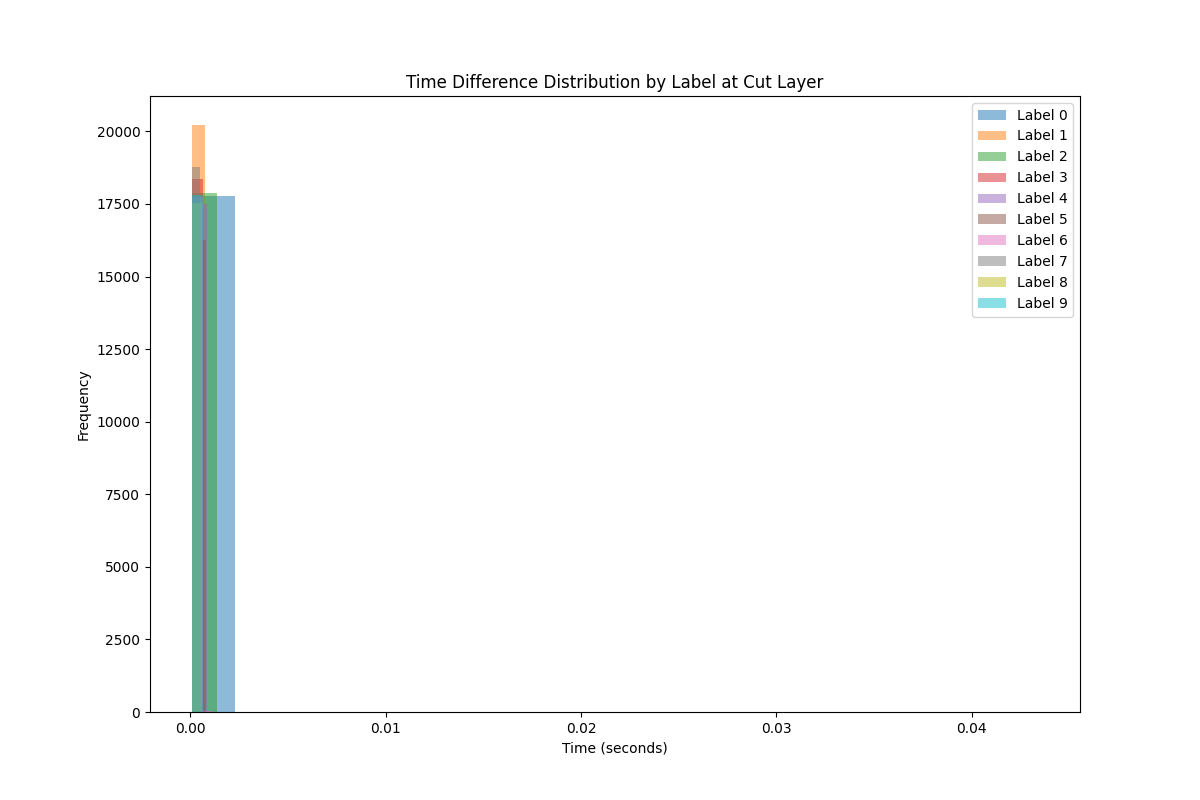 Time Difference Distribution by Label at Cut Layer
Frequency
20000
17500
15000
12500
10000
7500
5000
2500
0
Label 0
Label 1
Label 2
Label 3
Label 4
Label 5
Label 6
Label 7
Label 8
Label 9
0.00 0.01 0.02 0.03 0.04
Time (seconds)